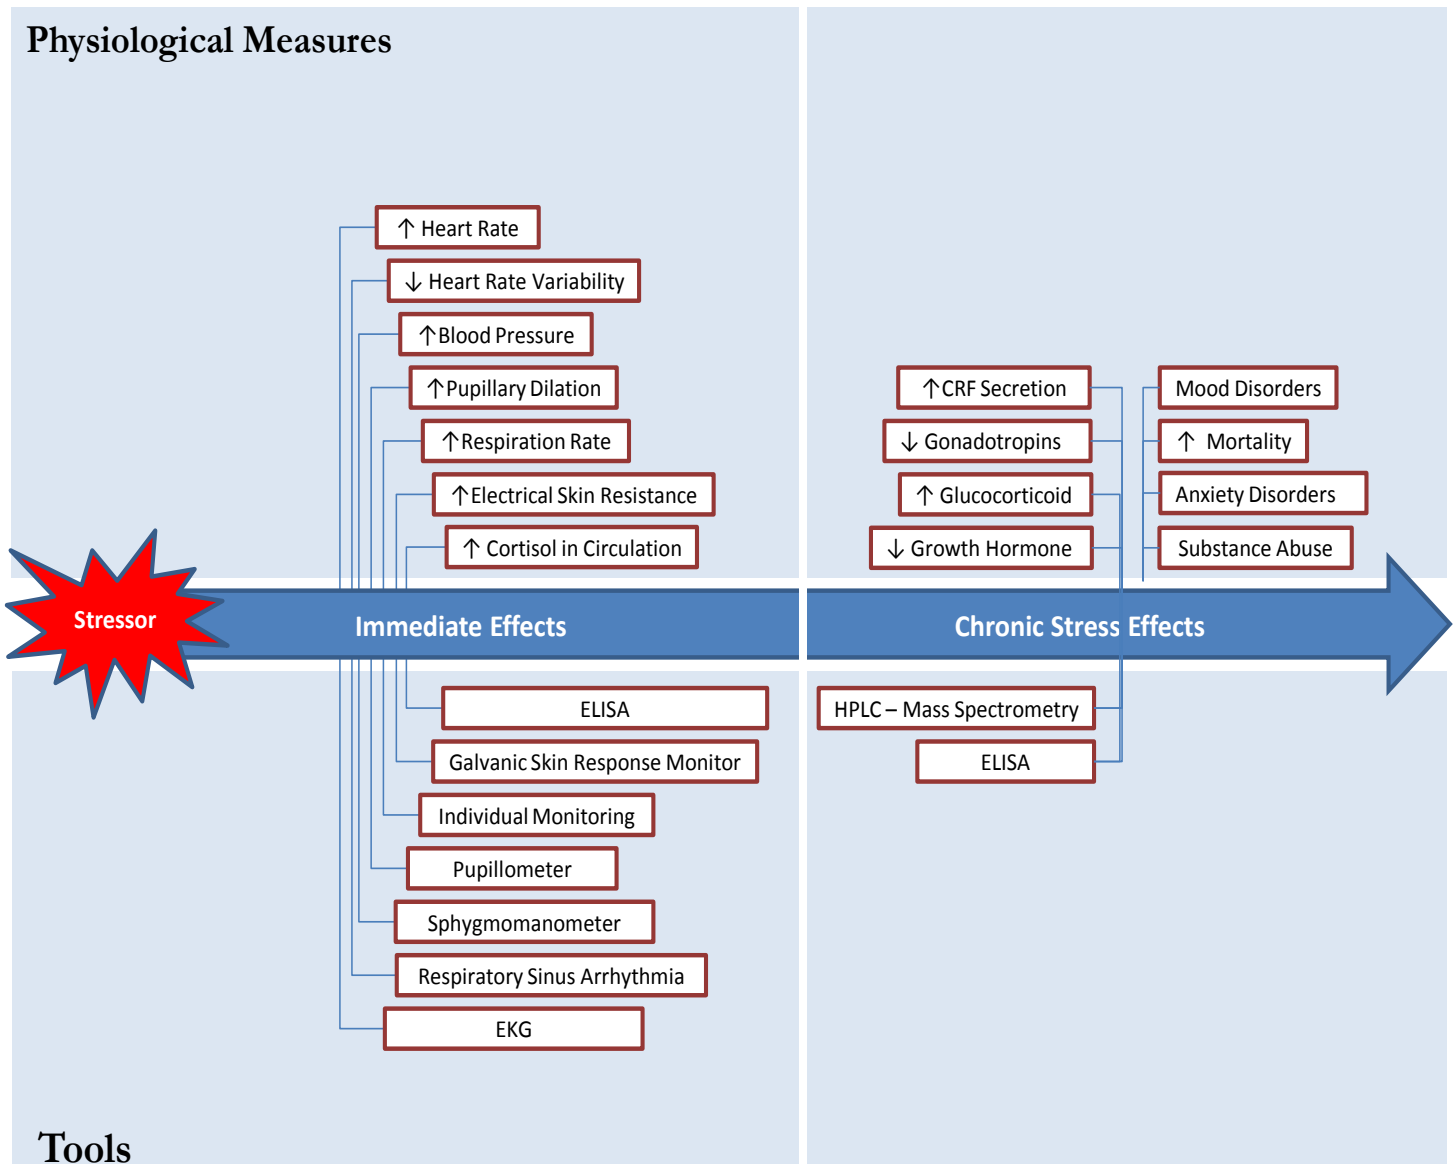 Physiological Measures
↑ Heart Rate
↓ Heart Rate Variability
↑Blood Pressure
↑Pupillary Dilation
↑Respiration Rate
↑Electrical Skin Resistance
↑ Cortisol in Circulation
↑CRF Secretion
↓ Gonadotropins
↑ Glucocorticoid
↓ Growth Hormone
Mood Disorders
↑ Mortality
Anxiety Disorders
Substance Abuse
Stressor
Immediate Effects
Chronic Stress Effects
ELISA
Galvanic Skin Response Monitor
Individual Monitoring
Pupillometer
Sphygmomanometer
Respiratory Sinus Arrhythmia
EKG
HPLC – Mass Spectrometry
ELISA
Tools